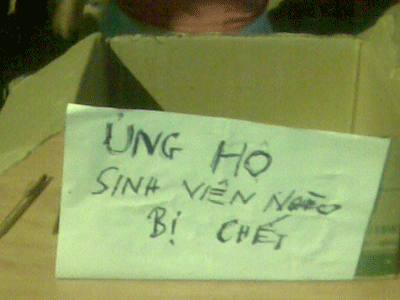 ỦNG HỘ
SINH VIÊN NGHÈO
BỊ CHẾT